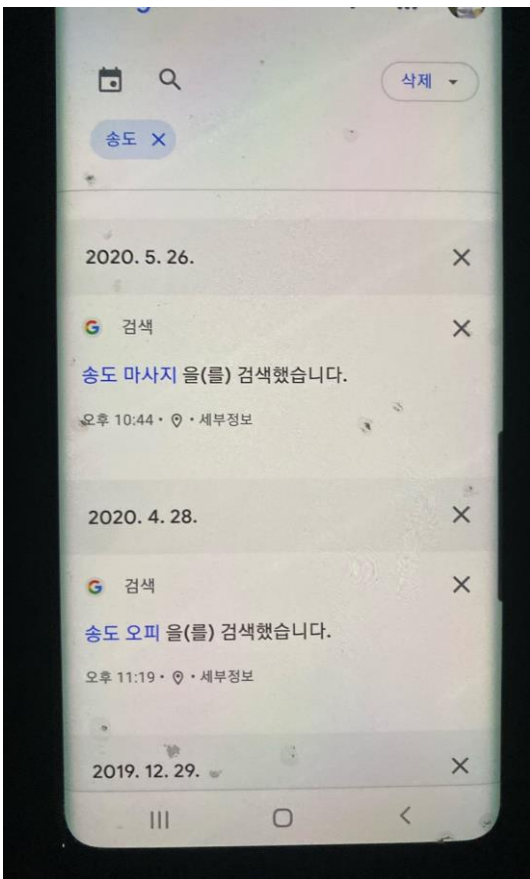 삭제
송도
2020. 5. 26.
G 검색
송도 마사지 을(를) 검색했습니다.
오후 10:44 • 세부정보
2020. 4. 28.
G 검색
송도 오피 을(를) 검색했습니다.
오후 11:19 • 세부정보
2019. 12. 29.